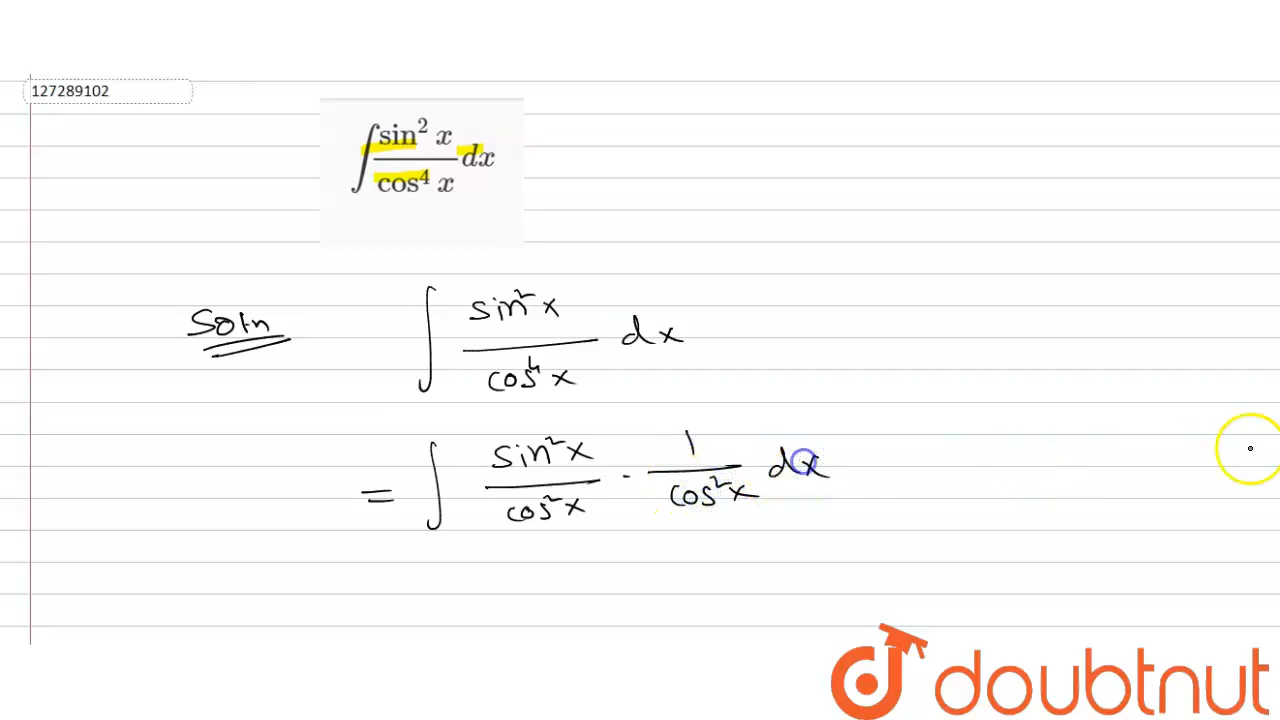 127289102
∫ sin² x / cos⁴ x dx
Soln ∫ sin²x / cos⁴x dx
= ∫ sin²x / cos²x · 1 / cos²x dx
doubtnut